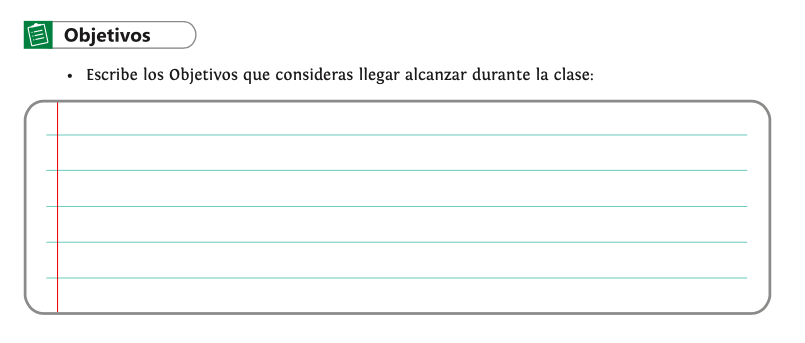 Objetivos
• Escribe los Objetivos que consideras llegar alcanzar durante la clase: